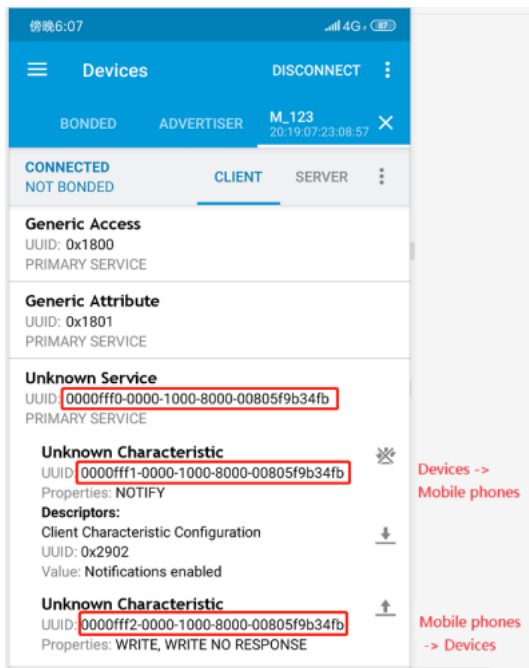 傍晚6:07
4G 87
Devices
DISCONNECT
BONDED
ADVERTISER
M_123
20:19:07:23:08:57
CONNECTED
NOT BONDED
CLIENT
SERVER
Generic Access
UUID: 0x1800
PRIMARY SERVICE
Generic Attribute
UUID: 0x1801
PRIMARY SERVICE
Unknown Service
UUID: 0000fff0-0000-1000-8000-00805f9b34fb
PRIMARY SERVICE
Unknown Characteristic
UUID: 0000fff1-0000-1000-8000-00805f9b34fb
Properties: NOTIFY
Descriptors:
Client Characteristic Configuration
UUID: 0x2902
Value: Notifications enabled
Devices ->
Mobile phones
Unknown Characteristic
UUID: 0000fff2-0000-1000-8000-00805f9b34fb
Properties: WRITE, WRITE NO RESPONSE
Mobile phones
-> Devices